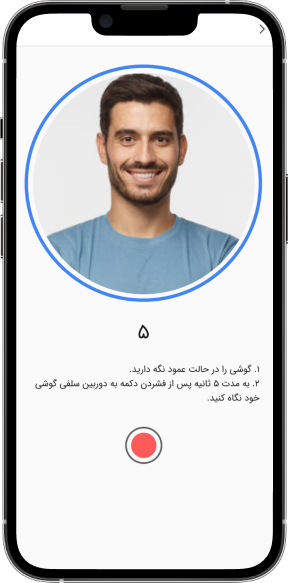 ۵
۱. گوشی را در حالت عمود نگه دارید.
۲. به مدت ۵ ثانیه پس از فشردن دکمه به دوربین سلفی گوشی
خود نگاه کنید.